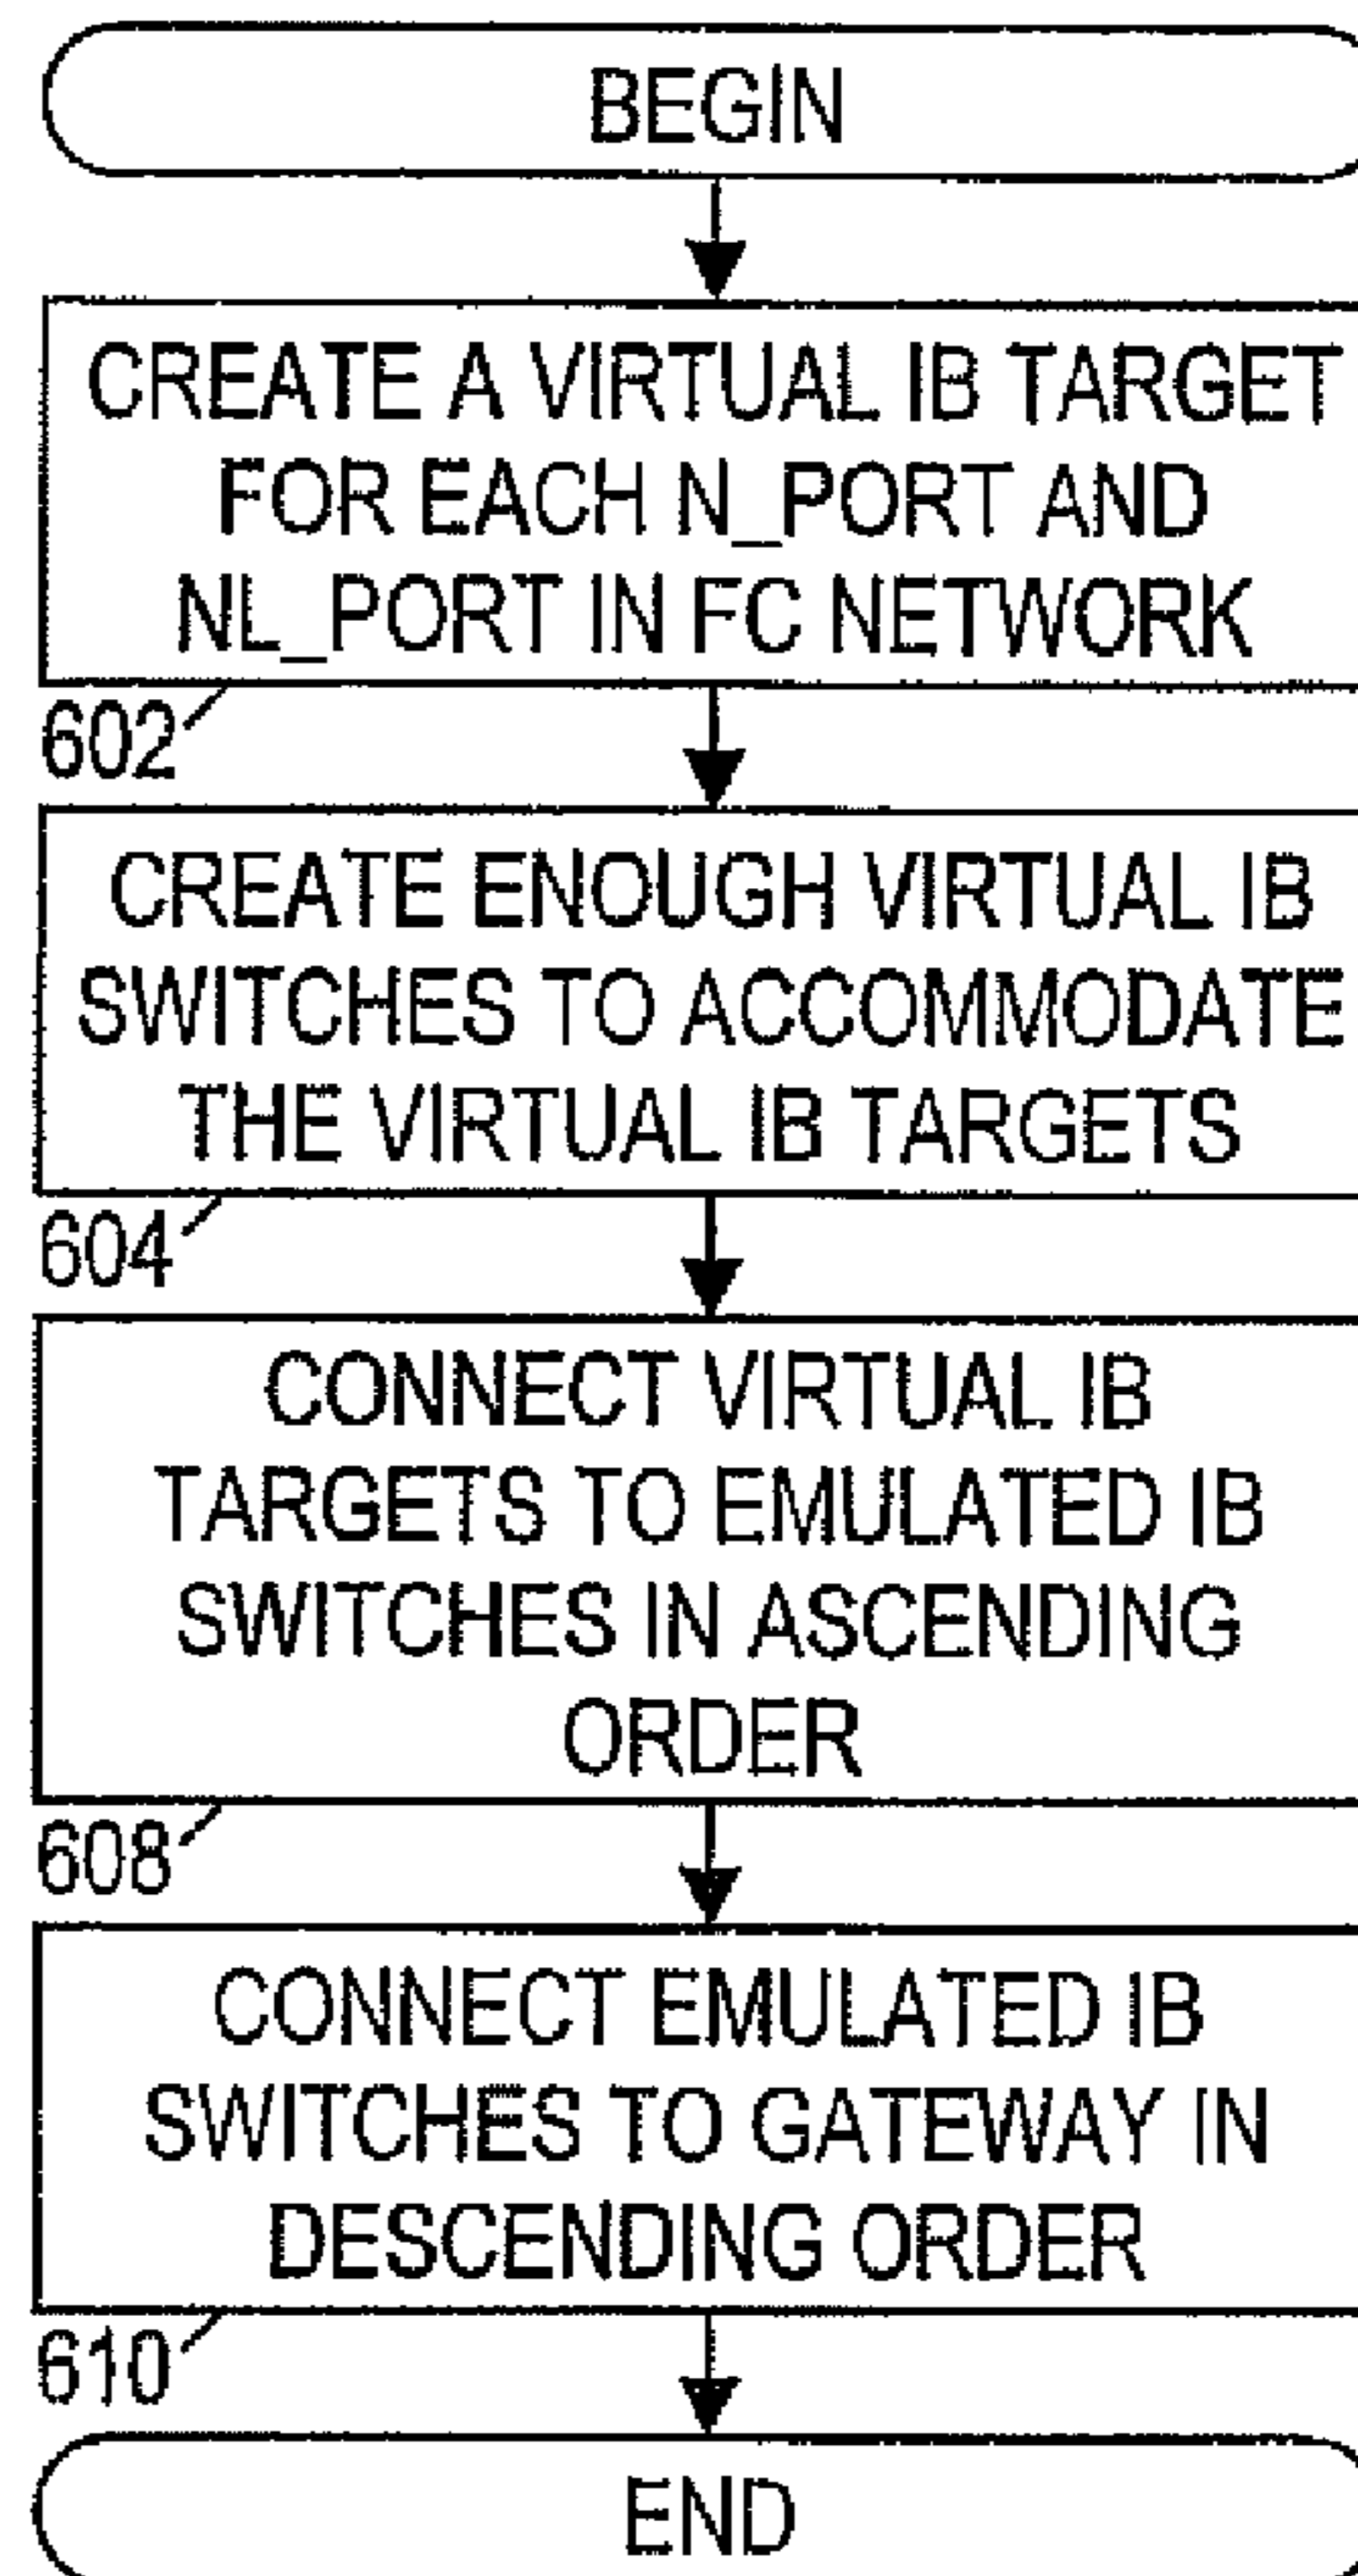 BEGIN
CREATE A VIRTUAL IB TARGET
FOR EACH N_PORT AND
NL_PORT IN FC NETWORK
602
CREATE ENOUGH VIRTUAL IB
SWITCHES TO ACCOMMODATE
THE VIRTUAL IB TARGETS
604
CONNECT VIRTUAL IB
TARGETS TO EMULATED IB
SWITCHES IN ASCENDING
ORDER
608
CONNECT EMULATED IB
SWITCHES TO GATEWAY IN
DESCENDING ORDER
610
END